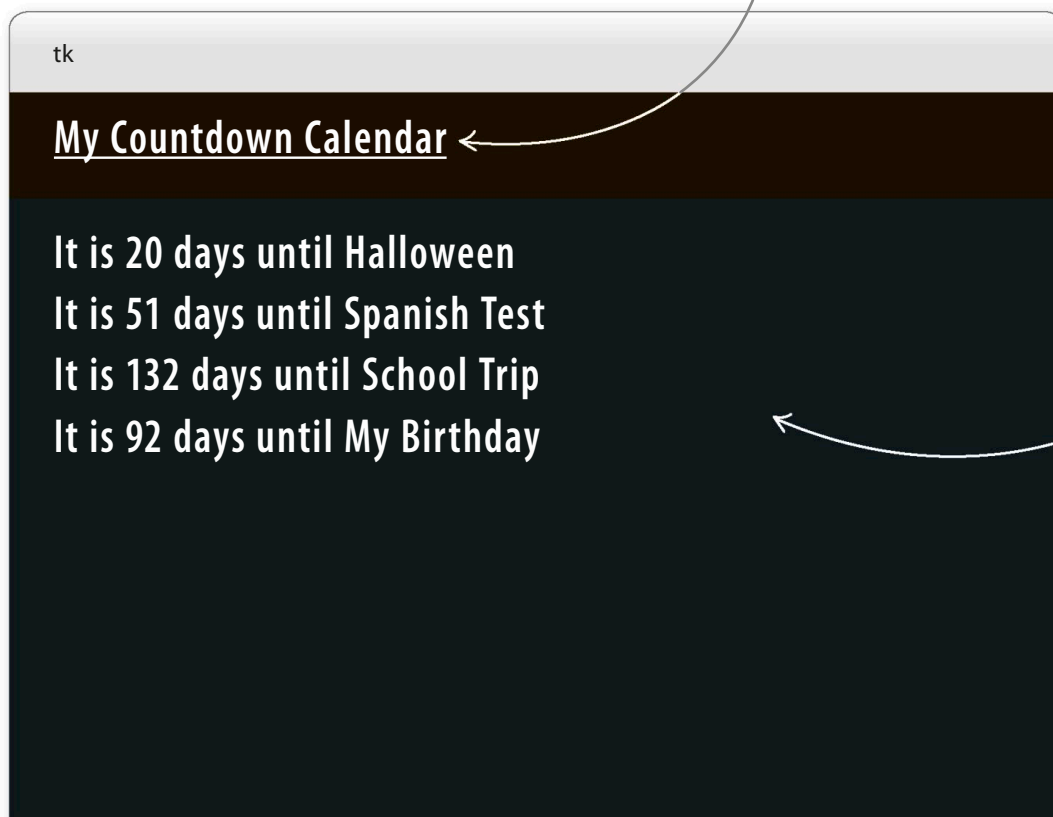 tk
My Countdown Calendar
It is 20 days until Halloween
It is 51 days until Spanish Test
It is 132 days until School Trip
It is 92 days until My Birthday